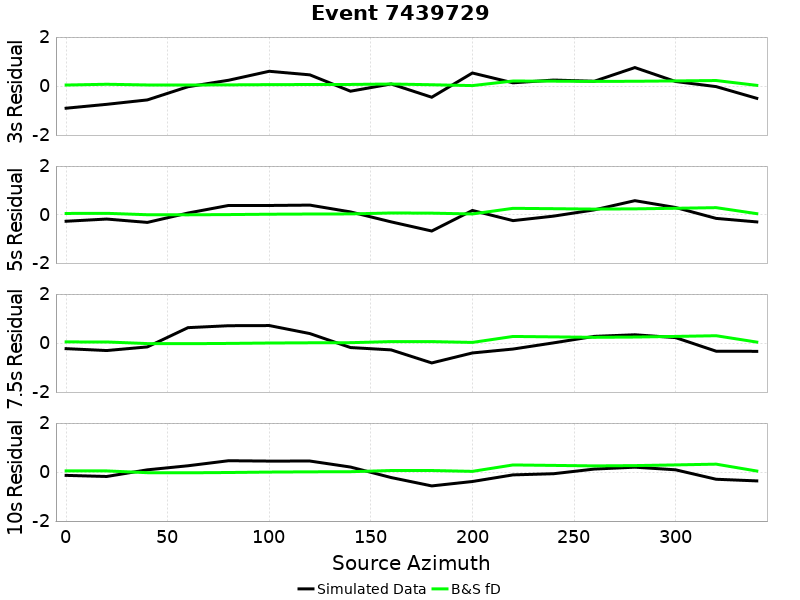 Event 7439729
3s Residual
2
0
-2
5s Residual
2
0
-2
7.5s Residual
2
0
-2
10s Residual
2
0
-2
0 50 100 150 200 250 300
Source Azimuth
Simulated Data B&S fD